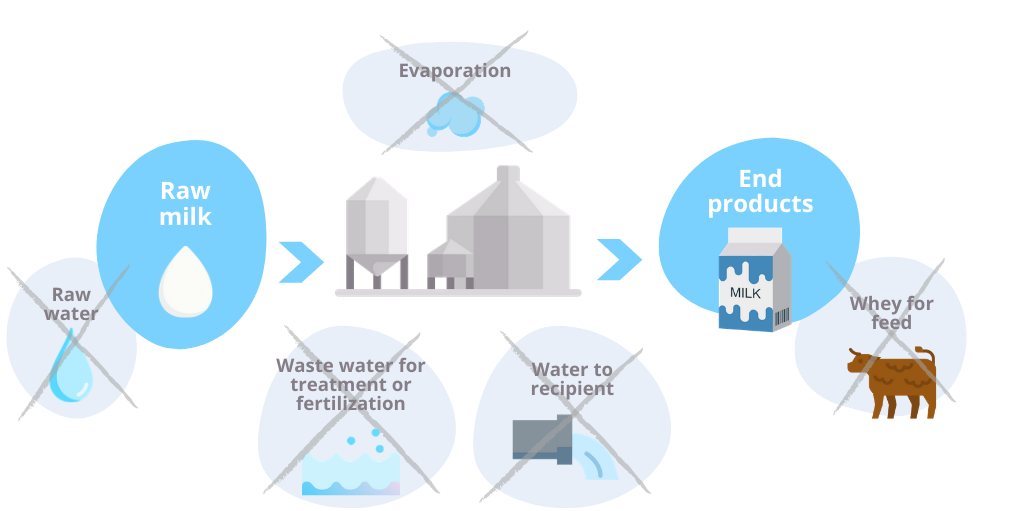 Evaporation
Raw
milk
End
products
MILK
Raw
water
Whey for
feed
Waste water for
treatment or
fertilization
Water to
recipient